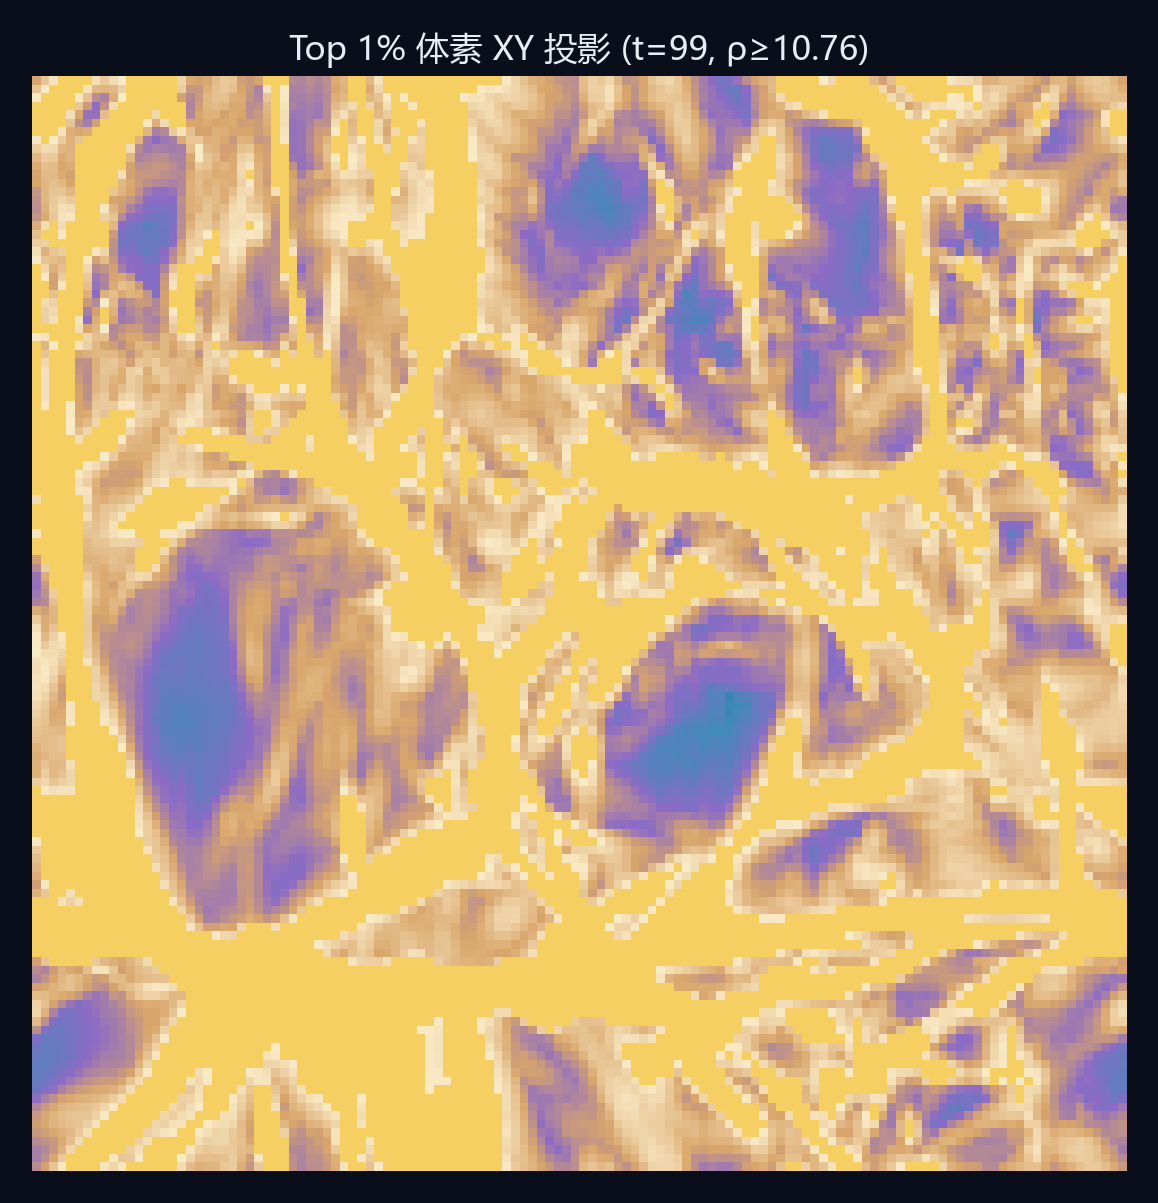 Top 1% 体素 XY 投影 (t=99, ρ≥10.76)